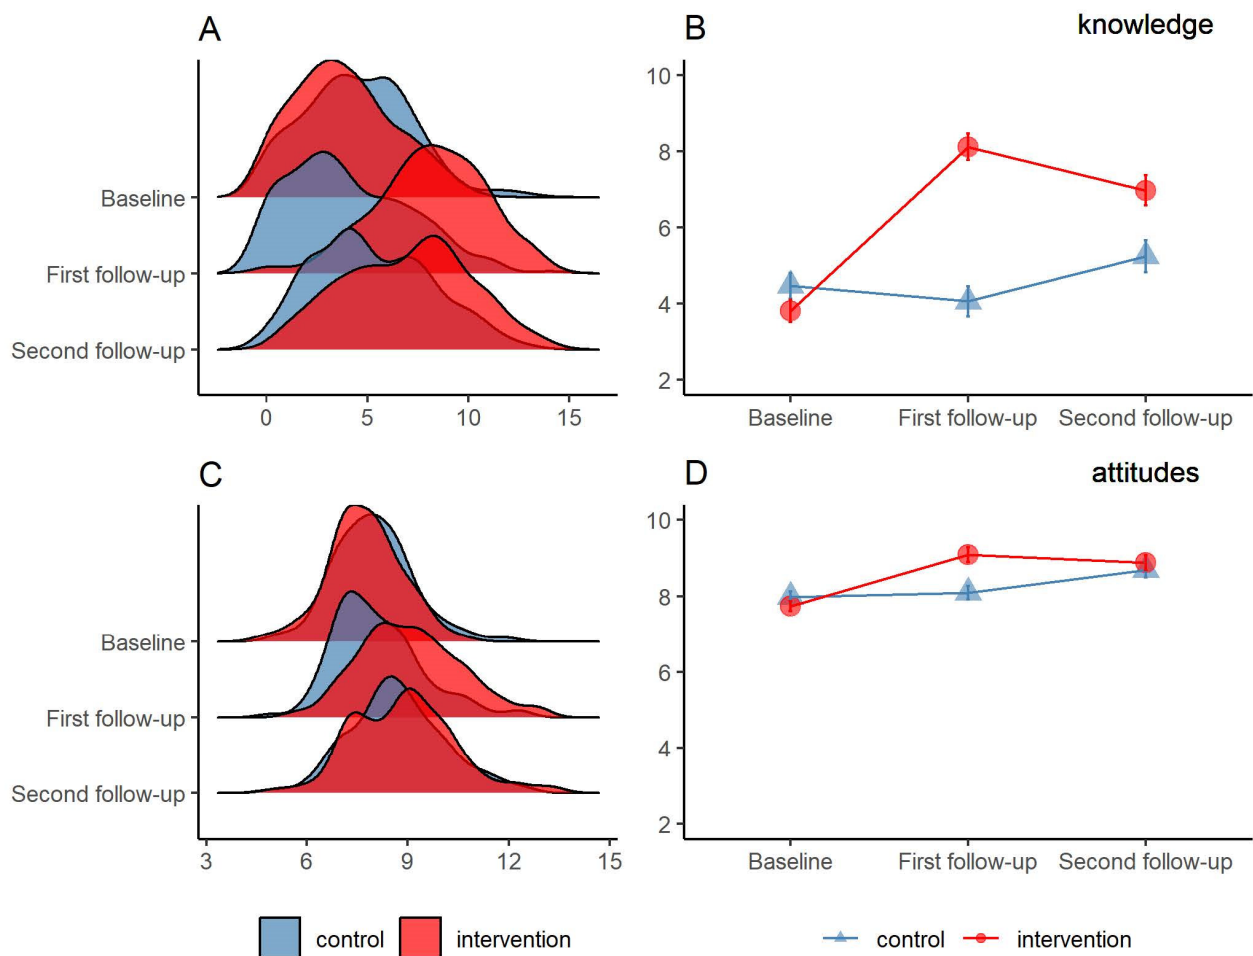 A
B knowledge
10
8
6
4
2
Baseline
First follow-up
Second follow-up
0 5 10 15
Baseline First follow-up Second follow-up
C
D attitudes
10
8
6
4
2
Baseline
First follow-up
Second follow-up
3 6 9 12 15
Baseline First follow-up Second follow-up
control intervention
control intervention